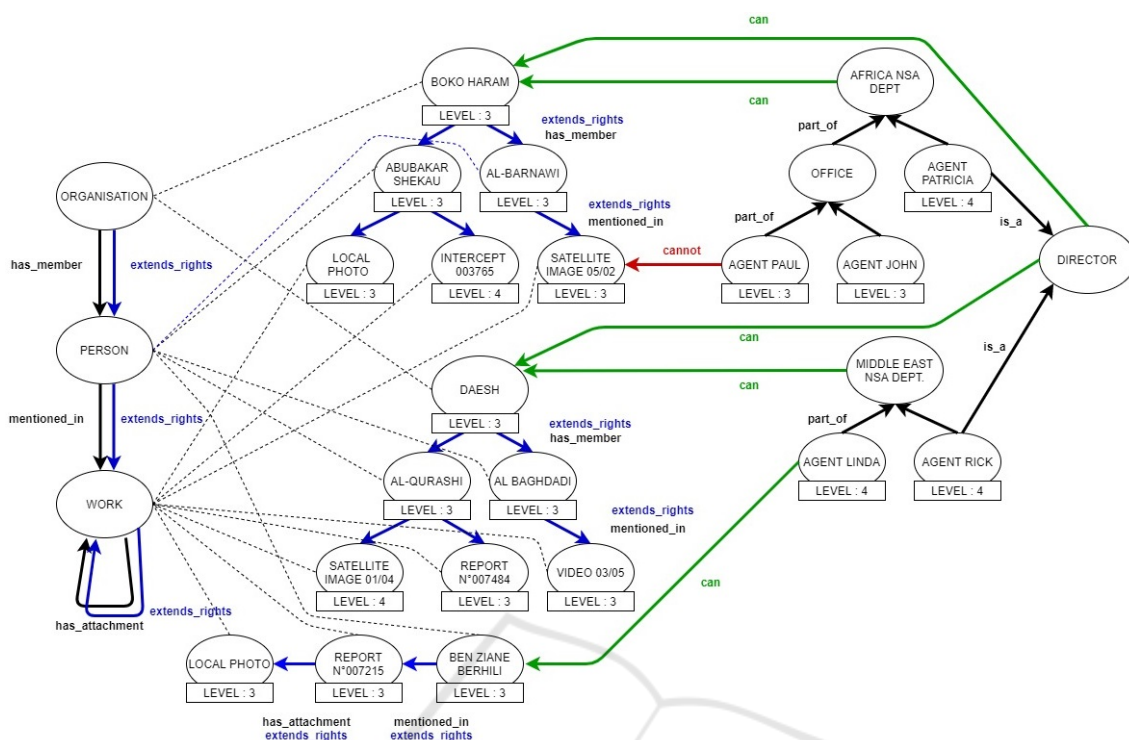 can
BOKO HARAM
LEVEL : 3
AFRICA NSA
DEPT
can
extends_rights
has_member
part_of
ORGANISATION
ABUBAKAR
SHEKAU
LEVEL : 3
AL-BARNAWI
LEVEL : 3
OFFICE
AGENT
PATRICIA
LEVEL : 4
extends_rights
mentioned_in
part_of
is_a
has_member
extends_rights
LOCAL
PHOTO
LEVEL : 3
INTERCEPT
003765
LEVEL : 4
SATELLITE
IMAGE 05/02
LEVEL : 3
cannot
AGENT PAUL
LEVEL : 3
AGENT JOHN
LEVEL : 3
DIRECTOR
can
PERSON
is_a
DAESH
LEVEL : 3
can
MIDDLE EAST
NSA DEPT.
mentioned_in
extends_rights
extends_rights
has_member
part_of
AL-QURASHI
LEVEL : 3
AL BAGHDADI
LEVEL : 3
AGENT LINDA
LEVEL : 4
AGENT RICK
LEVEL : 4
WORK
extends_rights
mentioned_in
SATELLITE
IMAGE 01/04
LEVEL : 4
REPORT
N°007484
LEVEL : 3
VIDEO 03/05
LEVEL : 3
can
extends_rights
has_attachment
LOCAL PHOTO
LEVEL : 3
REPORT
N°007215
LEVEL : 3
BEN ZIANE
BERHILI
LEVEL : 3
has_attachment
extends_rights
mentioned_in
extends_rights